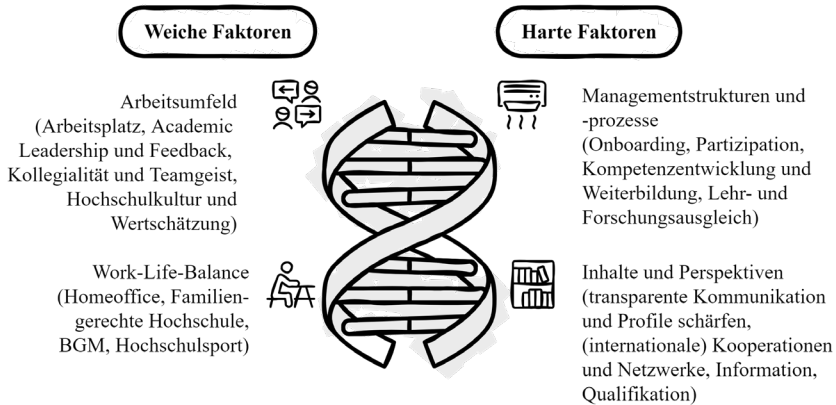 Weiche Faktoren
Arbeitsumfeld
(Arbeitsplatz, Academic
Leadership und Feedback,
Kollegialität und Teamgeist,
Hochschulkultur und
Wertschätzung)
Work-Life-Balance
(Homeoffice, Familien-
gerechte Hochschule,
BGM, Hochschulsport)
Harte Faktoren
Managementstrukturen und
-prozesse
(Onboarding, Partizipation,
Kompetenzentwicklung und
Weiterbildung, Lehr- und
Forschungsausgleich)
Inhalte und Perspektiven
(transparente Kommunikation
und Profile schärfen,
(internationale) Kooperationen
und Netzwerke, Information,
Qualifikation)